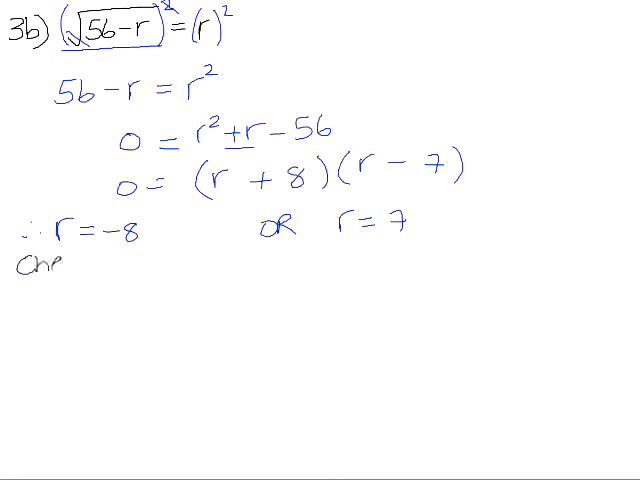 3b) (√(56-r))² = (r)²
56-r = r²
0 = r² + r - 56
0 = (r + 8)(r - 7)
∴ r = -8 OR r = 7
Che